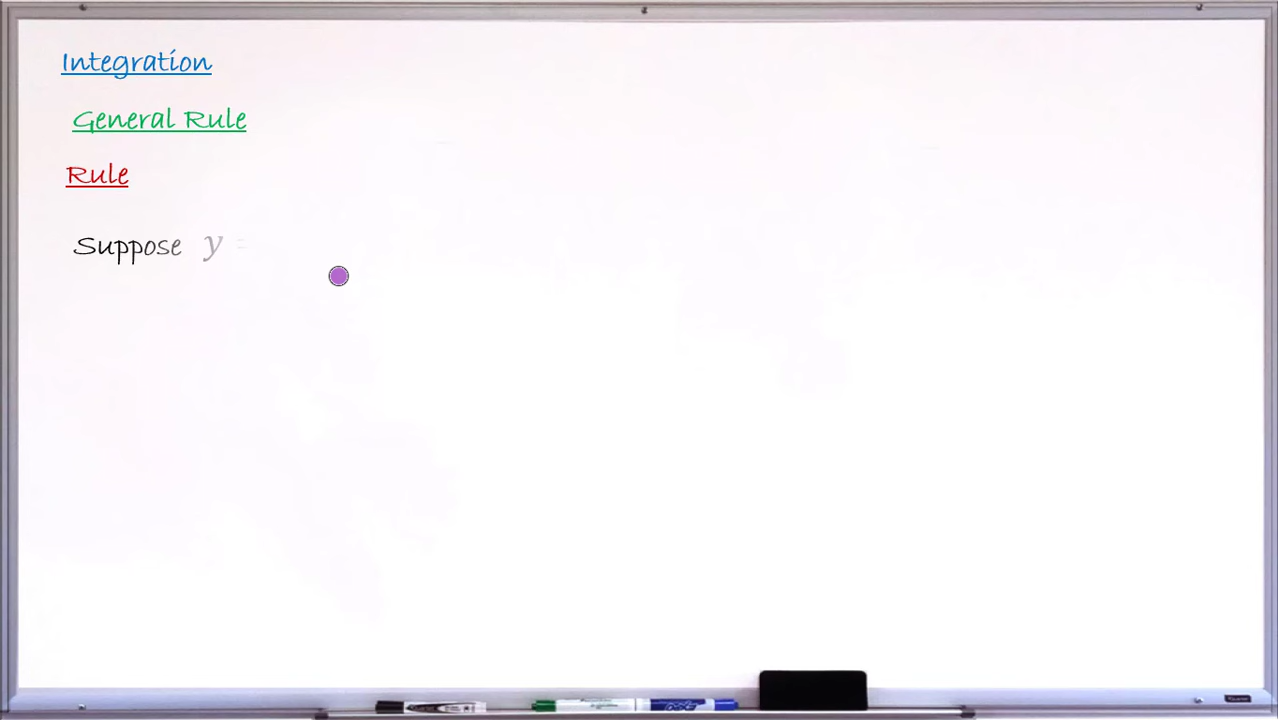 Integration
General Rule
Rule
Suppose y =